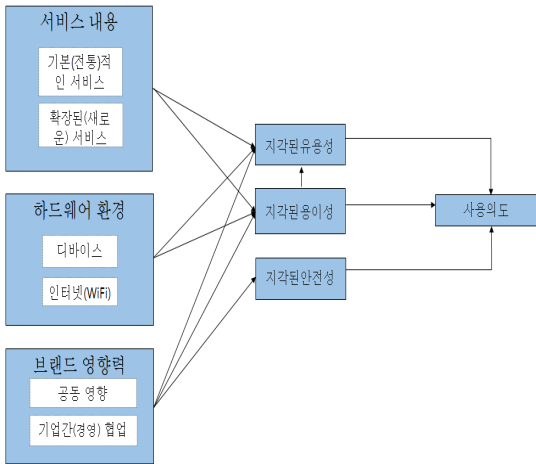 서비스 내용
기본(전통)적
인 서비스
확장된(새로
운) 서비스
하드웨어 환경
디바이스
인터넷(WiFi)
브랜드 영향력
공동 영향
기업간(경영) 협업
지각된유용성
지각된용이성
지각된안전성
사용의도